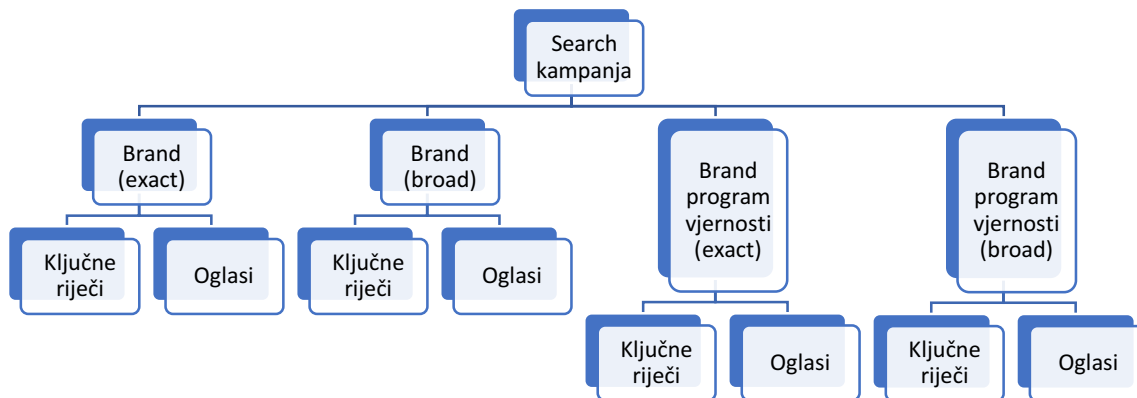 Search
kampanja
Brand
(exact)
Brand
(broad)
Brand
program
vjernosti
(exact)
Brand
program
vjernosti
(broad)
Ključne
riječi
Oglasi
Ključne
riječi
Oglasi
Ključne
riječi
Oglasi
Ključne
riječi
Oglasi